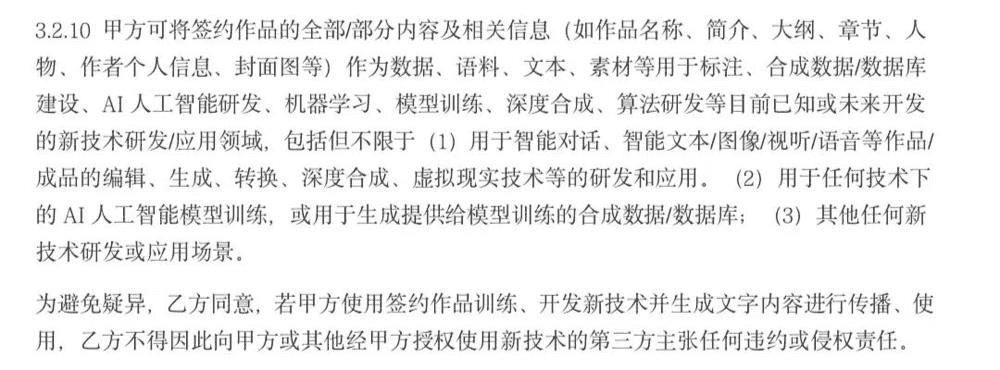 3.2.10 甲方可将签约作品的全部/部分内容及相关信息（如作品名称、简介、大纲、章节、人
物、作者个人信息、封面图等）作为数据、语料、文本、素材等用于标注、合成数据/数据库
建设、AI 人工智能研发、机器学习、模型训练、深度合成、算法研发等目前已知或未来开发
的新技术研发/应用领域，包括但不限于（1）用于智能对话、智能文本/图像/视听/语音等作品/
成品的编辑、生成、转换、深度合成、虚拟现实技术等的研发和应用。（2）用于任何技术下
的 AI 人工智能模型训练，或用于生成提供给模型训练的合成数据/数据库；（3）其他任何新
技术研发或应用场景。
为避免疑异，乙方同意，若甲方使用签约作品训练、开发新技术并生成文字内容进行传播、使
用，乙方不得因此向甲方或其他经甲方授权使用新技术的第三方主张任何违约或侵权责任。